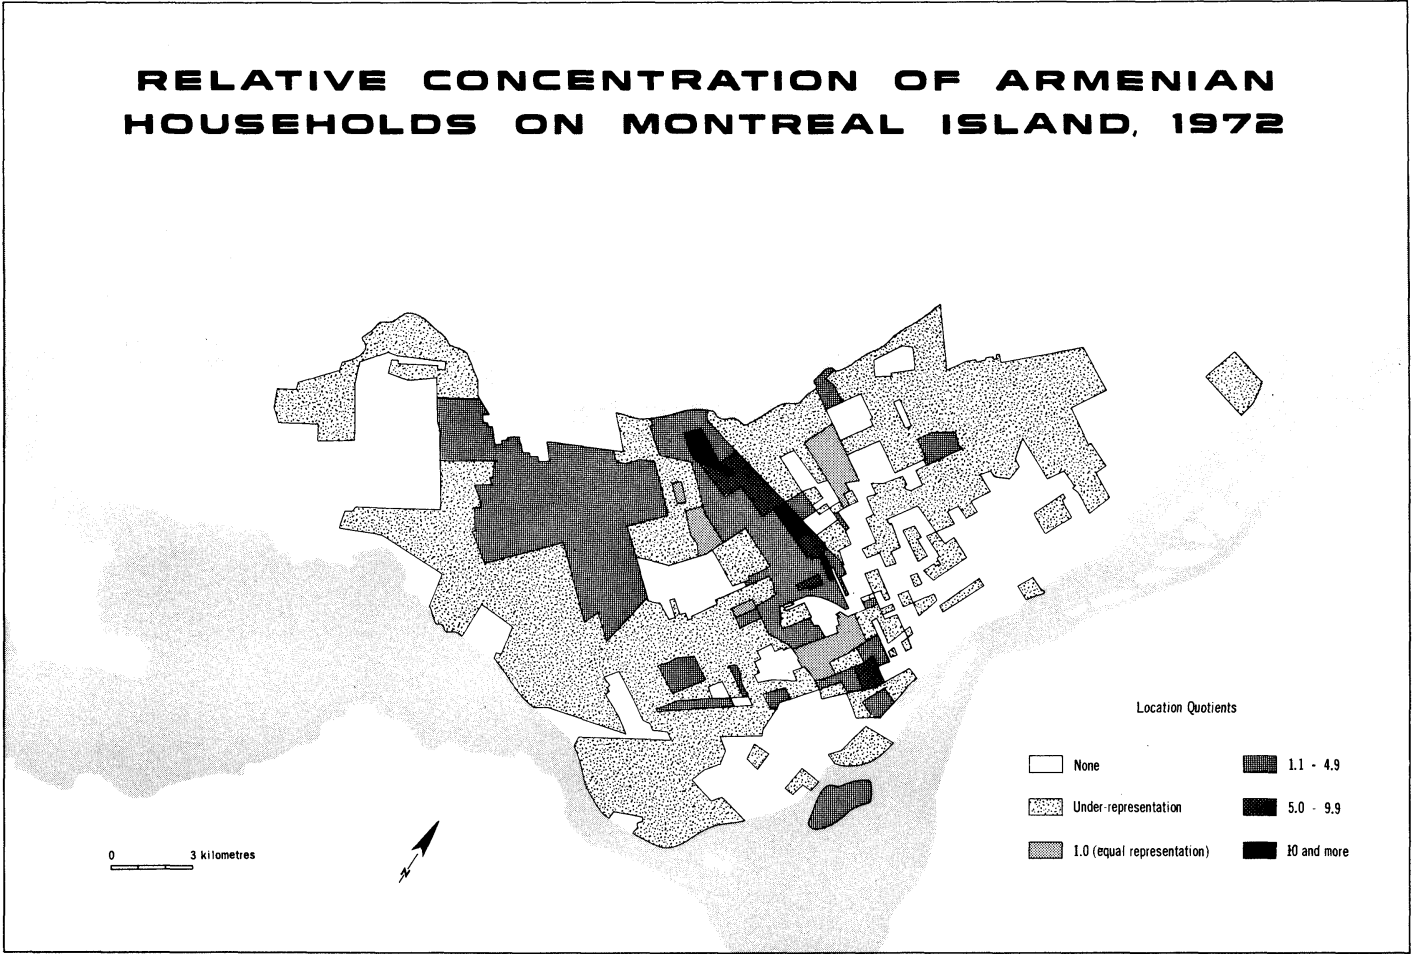 RELATIVE CONCENTRATION OF ARMENIAN
HOUSEHOLDS ON MONTREAL ISLAND, 1972
Location Quotients
None
Under-representation
1.0 (equal representation)
1.1 - 4.9
5.0 - 9.9
10 and more
0 3 kilometres
N